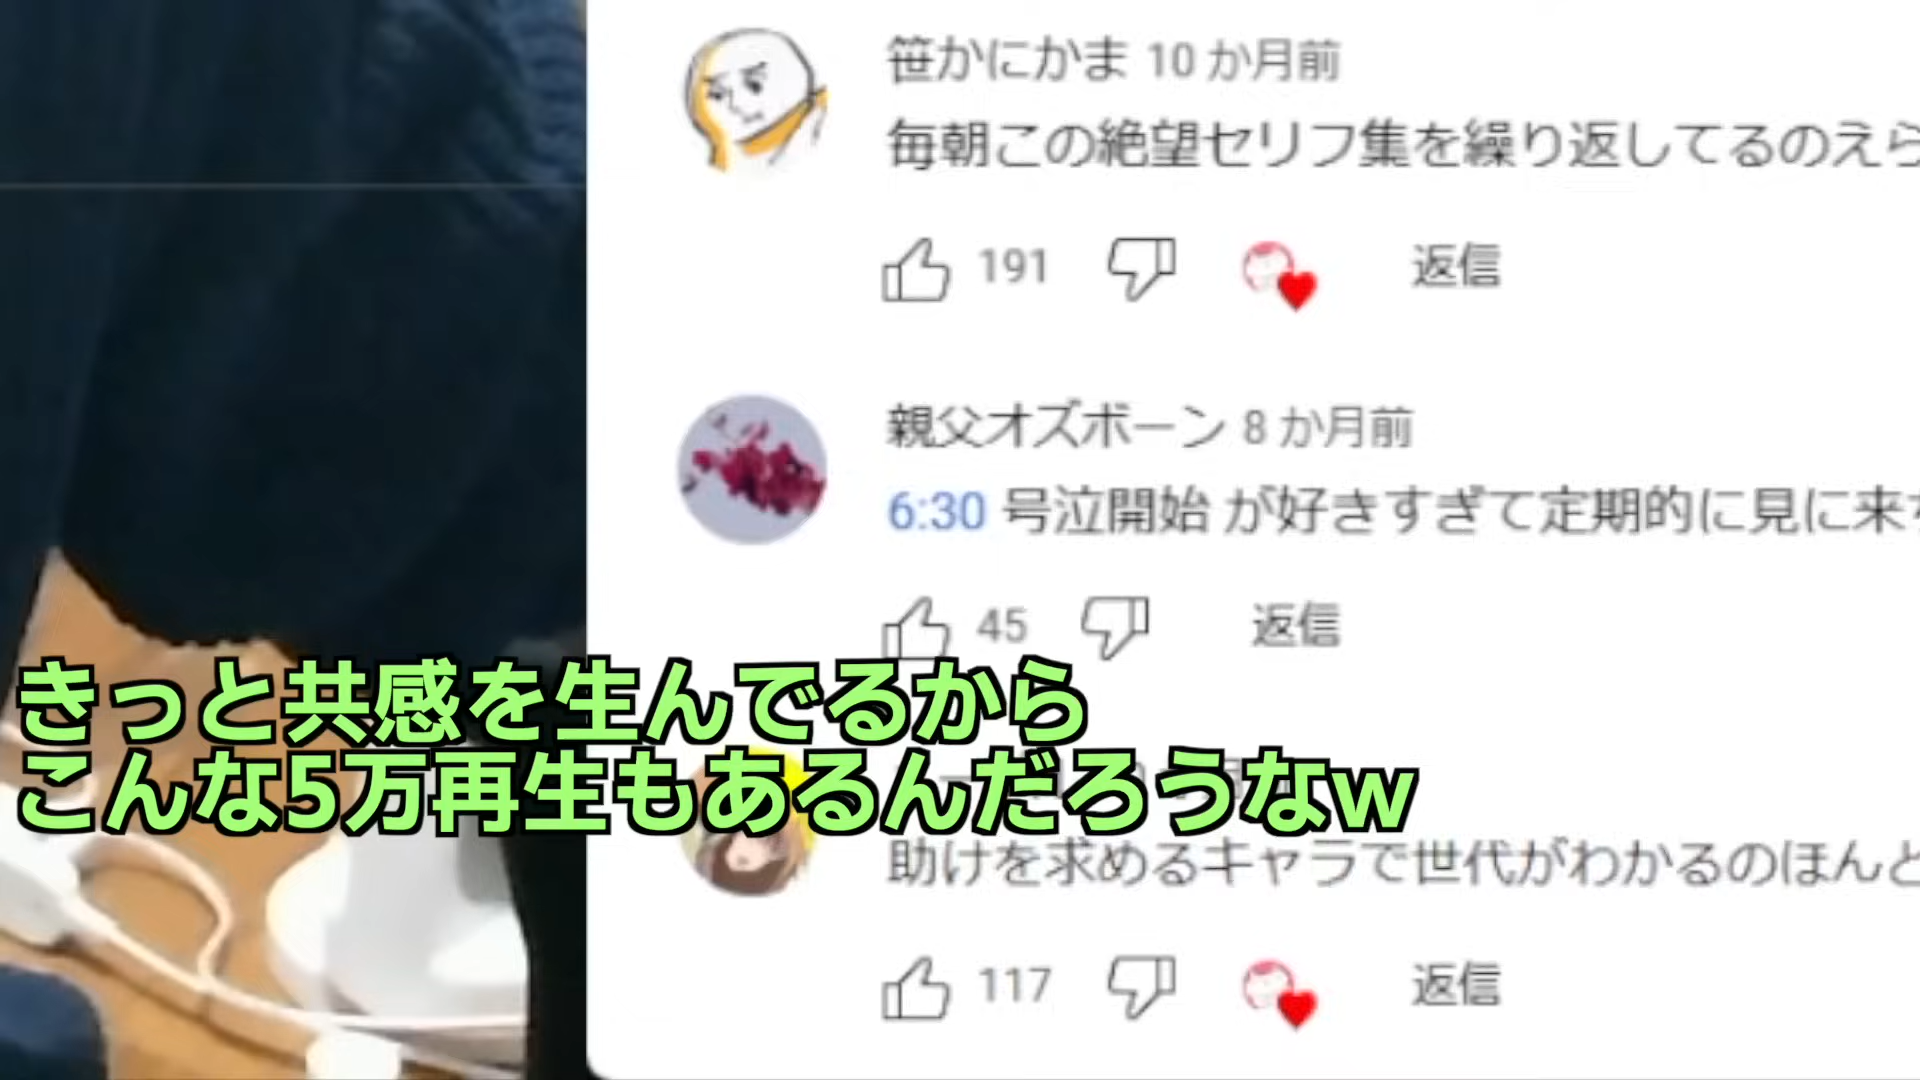 笹かにかま 10 か月前
毎朝この絶望セリフ集を繰り返してるのえら
191
返信
親父オズボーン 8 か月前
6:30 号泣開始 が好きすぎて定期的に見に来
45
返信
きっと共感を生んでるから
こんな5万再生もあるんだろうなw
助けを求めるキャラで世代がわかるのほんと
117
返信